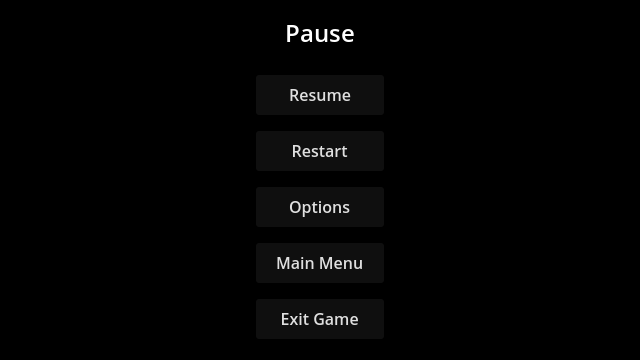 Pause
Resume
Restart
Options
Main Menu
Exit Game